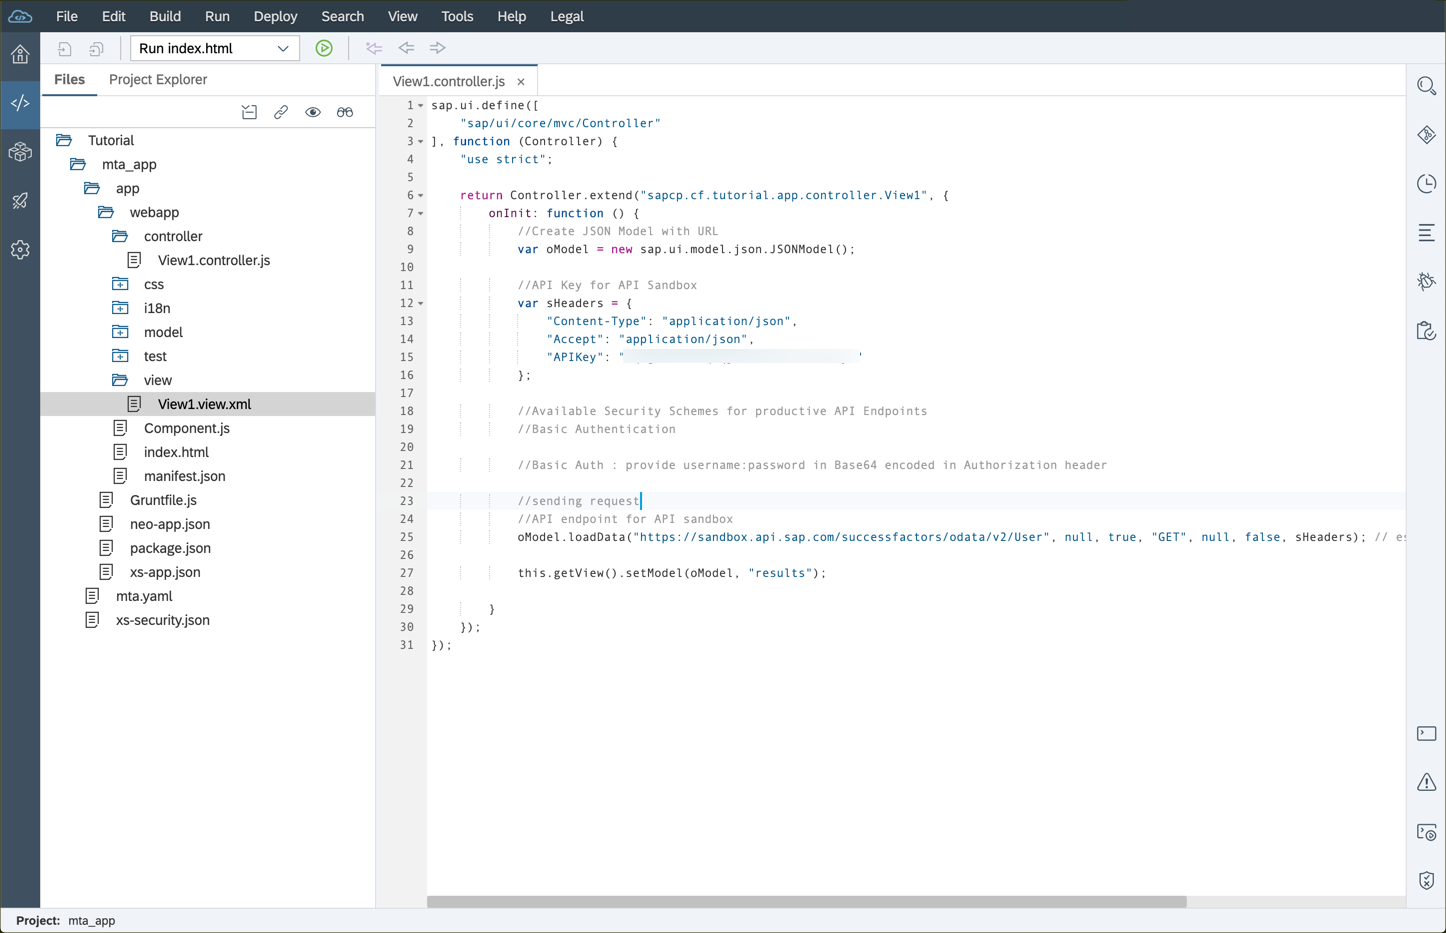 File Edit Build Run Deploy Search View Tools Help Legal
Run index.html
Files Project Explorer
Tutorial
mta_app
app
webapp
controller
View1.controller.js
css
i18n
model
test
view
View1.view.xml
Component.js
index.html
manifest.json
Gruntfile.js
neo-app.json
package.json
xs-app.json
mta.yaml
xs-security.json
View1.controller.js ×
1 sap.ui.define([
2 "sap/ui/core/mvc/Controller"
3 ], function (Controller) {
4 "use strict";
5
6 return Controller.extend("sapcp.cf.tutorial.app.controller.View1", {
7 onInit: function () {
8 //Create JSON Model with URL
9 var oModel = new sap.ui.model.json.JSONModel();
10
11 //API Key for API Sandbox
12 var sHeaders = {
13 "Content-Type": "application/json",
14 "Accept": "application/json",
15 "APIKey": "
16 };
17
18 //Available Security Schemes for productive API Endpoints
19 //Basic Authentication
20
21 //Basic Auth : provide username:password in Base64 encoded in Authorization header
22
23 //sending request
24 //API endpoint for API sandbox
25 oModel.loadData("https://sandbox.api.sap.com/successfactors/odata/v2/User", null, true, "GET", null, false, sHeaders); // es
26
27 this.getView().setModel(oModel, "results");
28
29 }
30 });
31 });
Project: mta_app